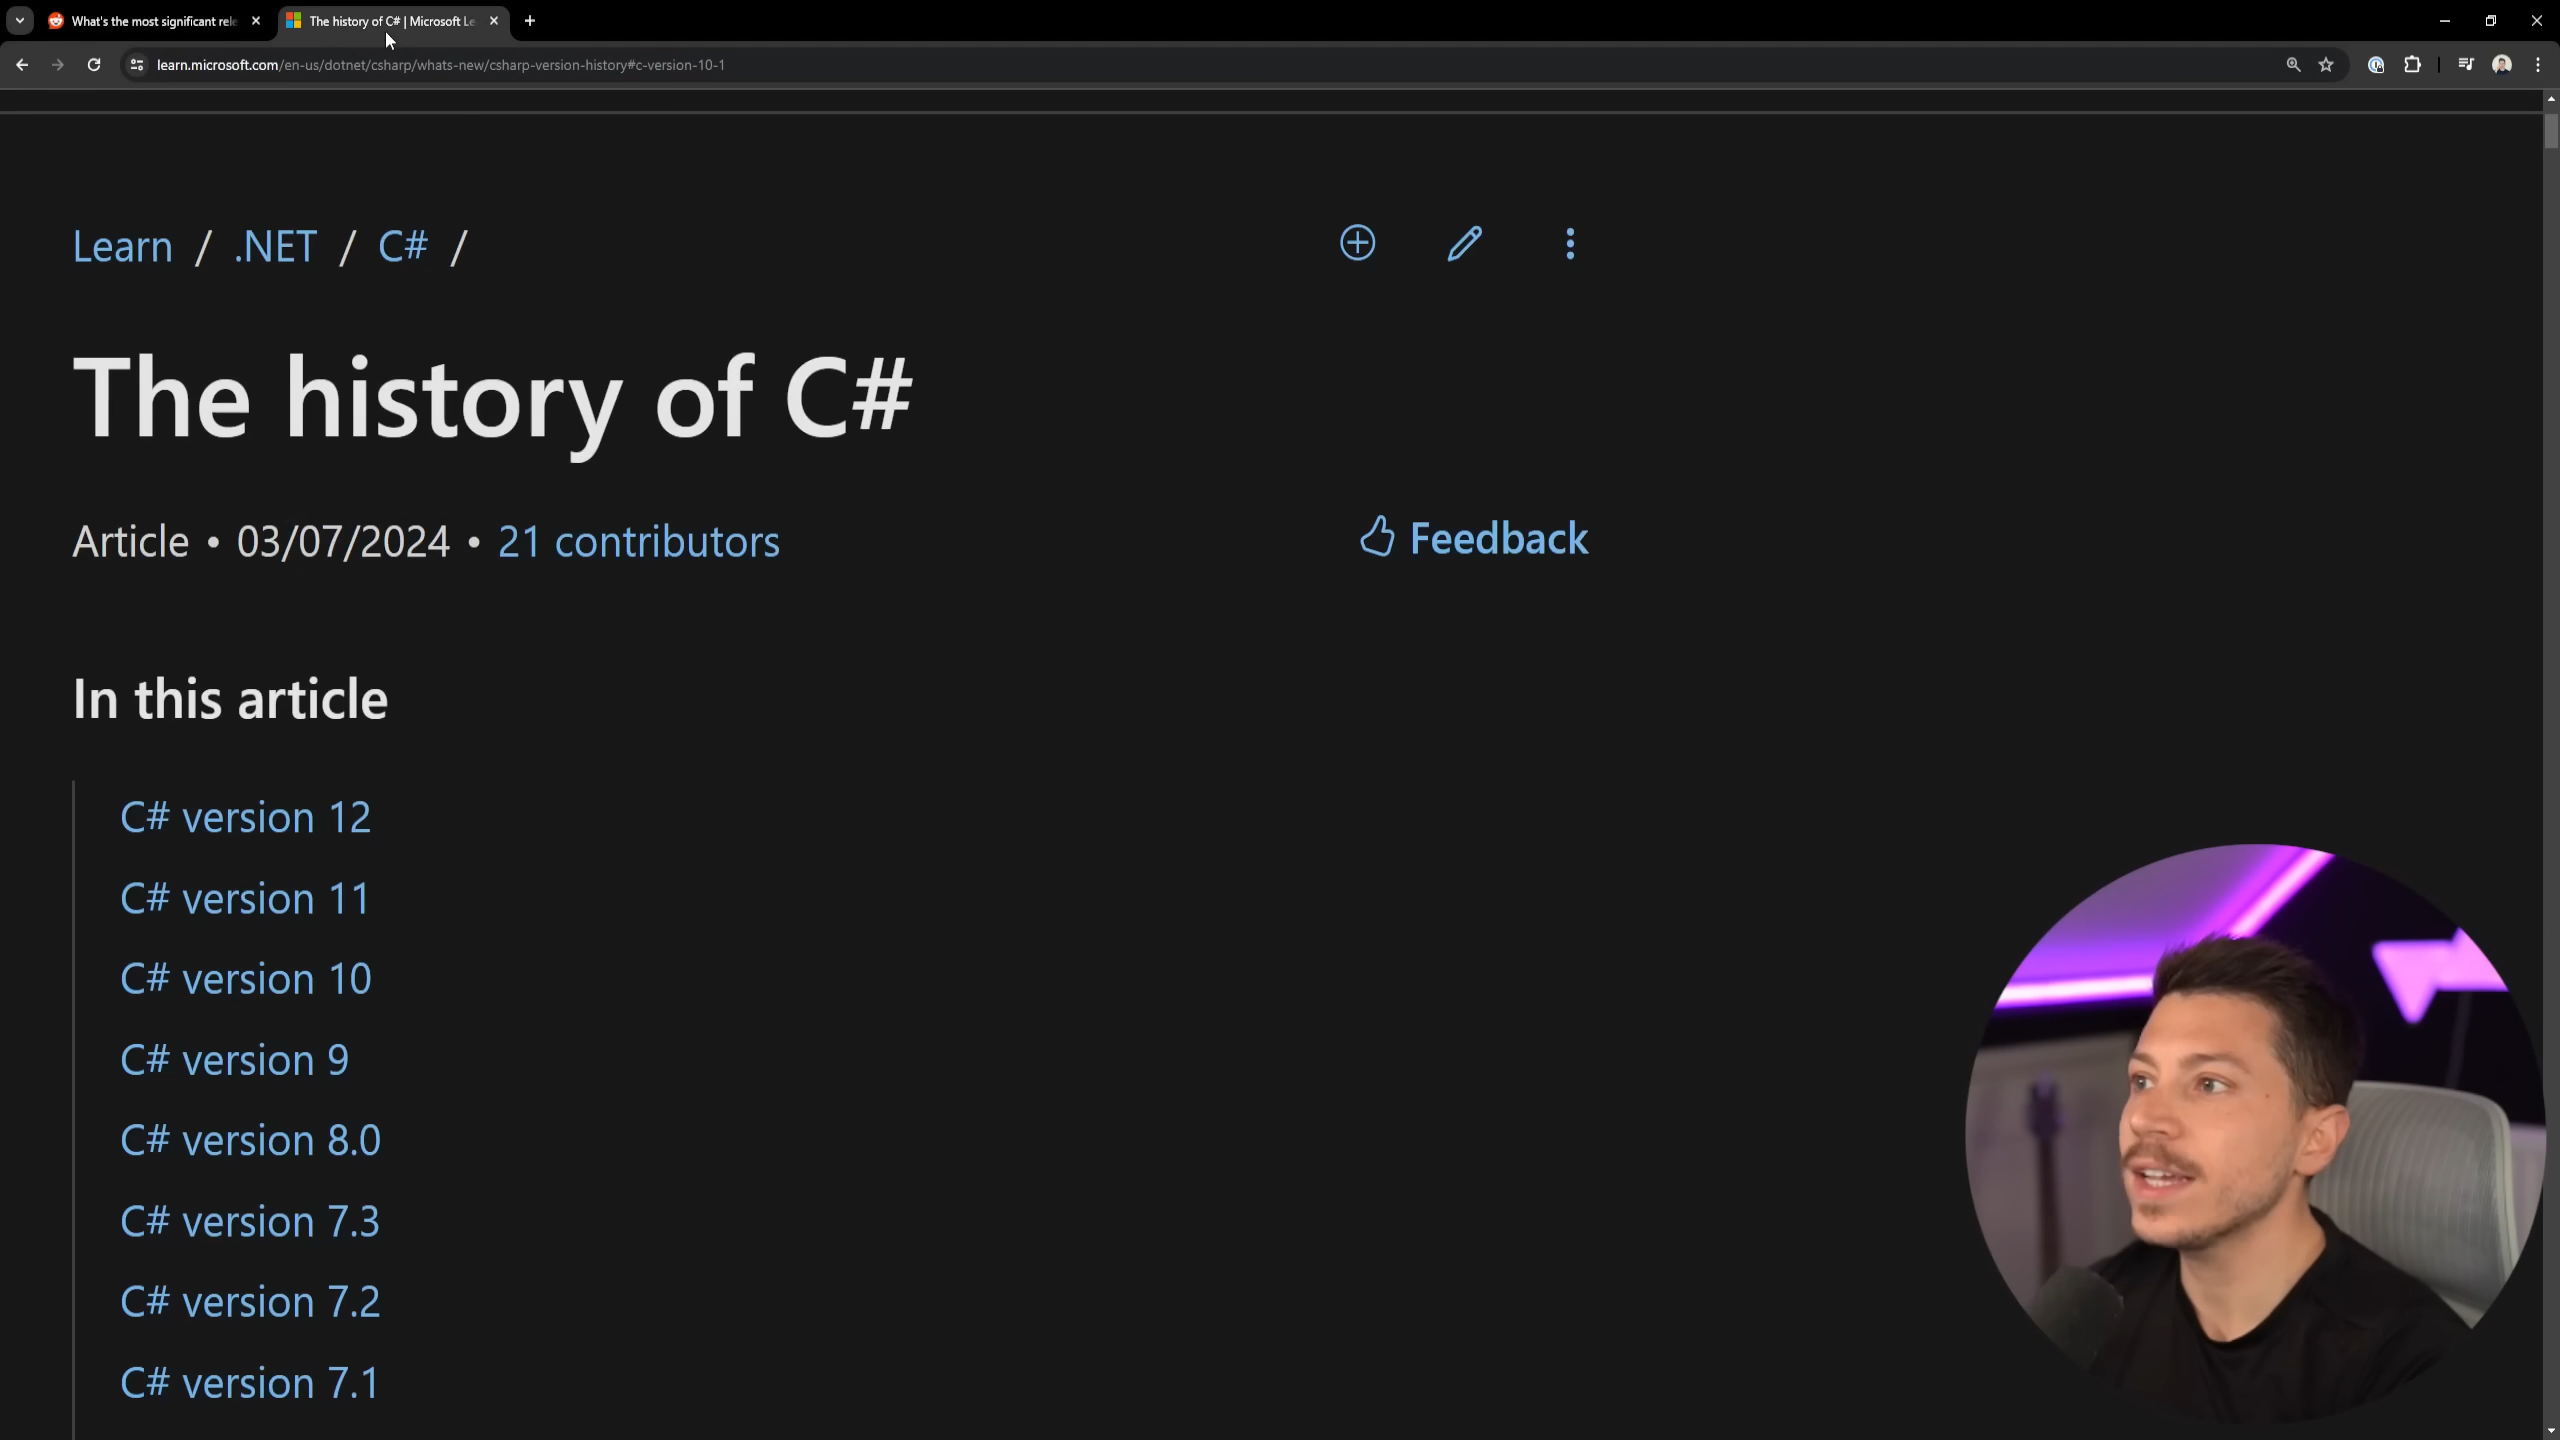 What's the most significant rele
The history of C# | Microsoft Le
learn.microsoft.com/en-us/dotnet/csharp/whats-new/csharp-version-history#c-version-10-1
Learn / .NET / C# /
The history of C#
Article • 03/07/2024 • 21 contributors
Feedback
In this article
C# version 12
C# version 11
C# version 10
C# version 9
C# version 8.0
C# version 7.3
C# version 7.2
C# version 7.1